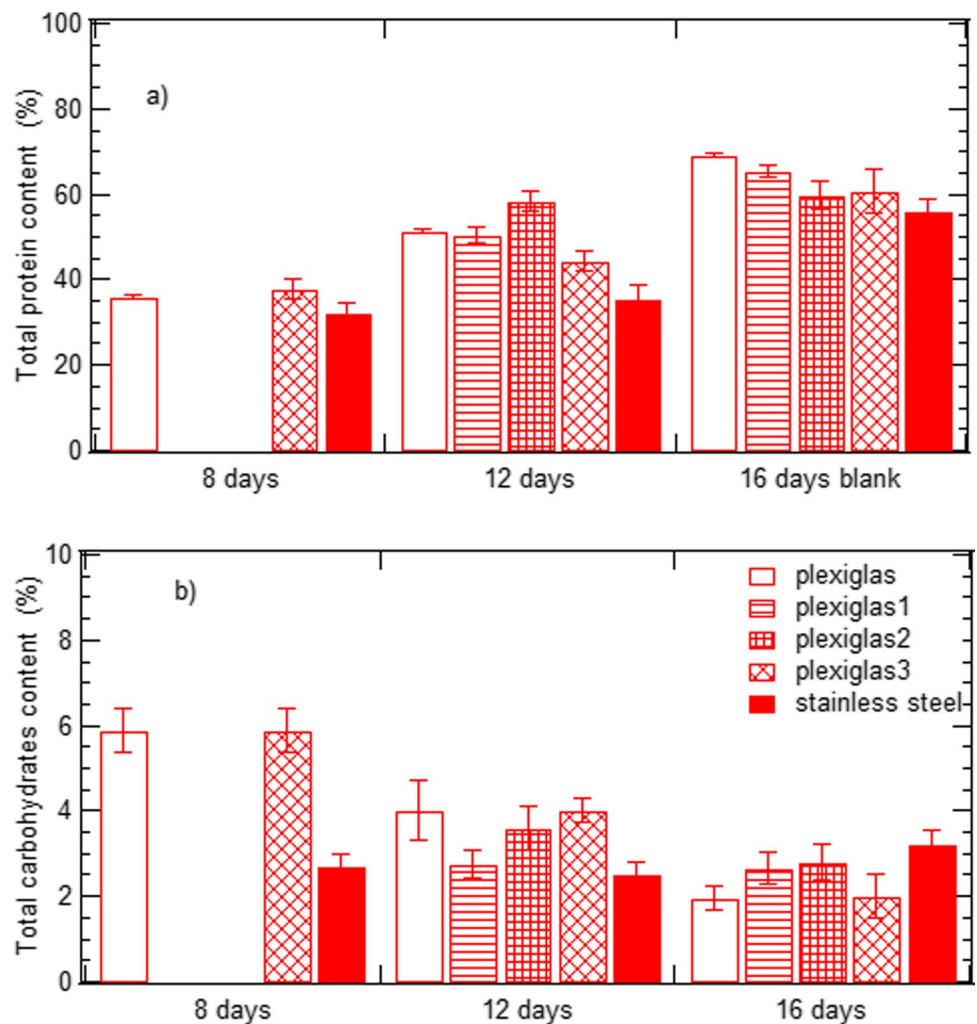 Total protein content (%)
100
80
60
40
20
0
a)
8 days
12 days
16 days blank
Total carbohydrates content (%)
10
8
6
4
2
0
b)
plexiglas
plexiglas1
plexiglas2
plexiglas3
stainless steel
8 days
12 days
16 days